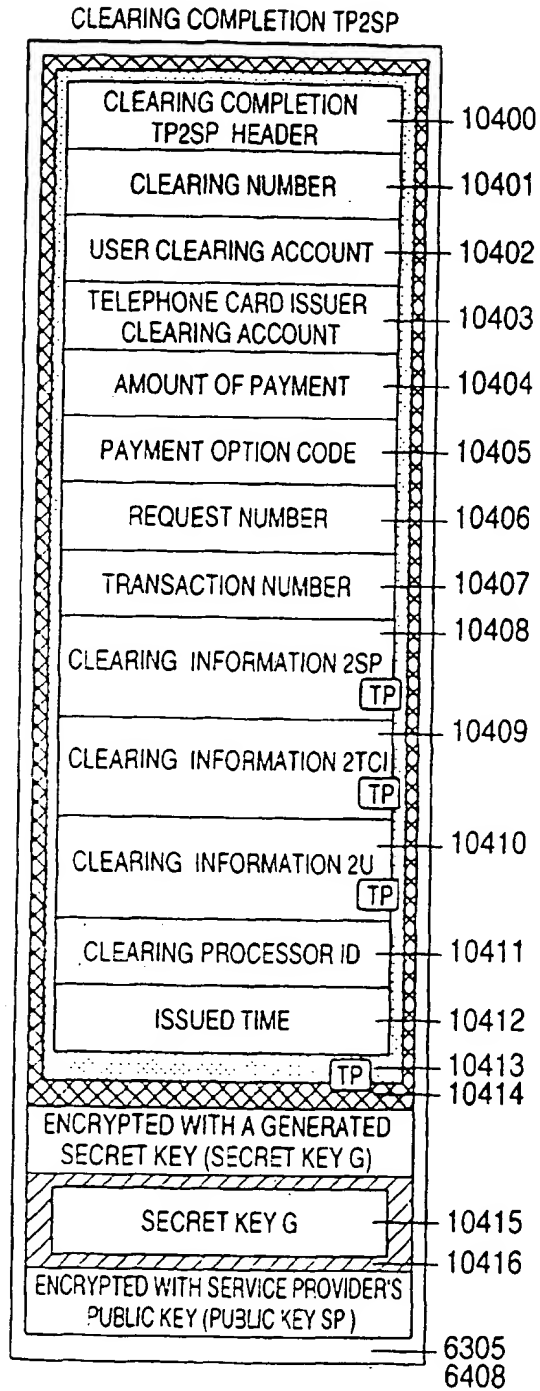 CLEARING COMPLETION TP2SP
CLEARING COMPLETION
TP2SP HEADER
10400
CLEARING NUMBER
10401
USER CLEARING ACCOUNT
10402
TELEPHONE CARD ISSUER
CLEARING ACCOUNT
10403
AMOUNT OF PAYMENT
10404
PAYMENT OPTION CODE
10405
REQUEST NUMBER
10406
TRANSACTION NUMBER
10407
10408
CLEARING INFORMATION 2SP
TP
10409
CLEARING INFORMATION 2TCI
TP
10410
CLEARING INFORMATION 2U
TP
CLEARING PROCESSOR ID
10411
ISSUED TIME
10412
TP
10413
10414
ENCRYPTED WITH A GENERATED
SECRET KEY (SECRET KEY G)
SECRET KEY G
10415
10416
ENCRYPTED WITH SERVICE PROVIDER'S
PUBLIC KEY (PUBLIC KEY SP)
6305
6408